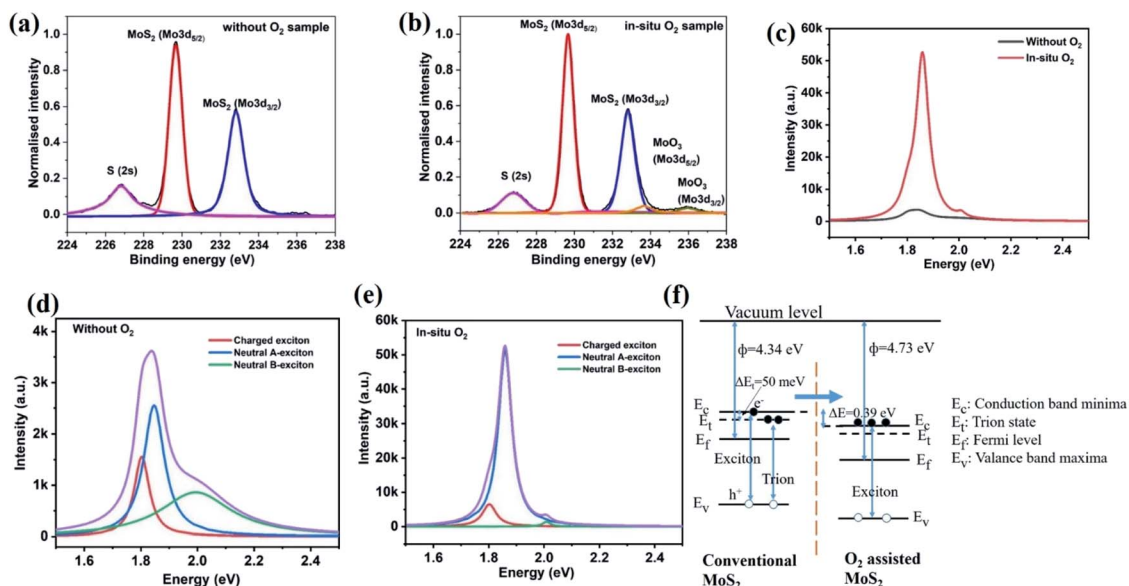 (a)
without O2 sample
MoS2 (Mo3d5/2)
MoS2 (Mo3d3/2)
S (2s)
Normalised intensity
1.0
0.8
0.6
0.4
0.2
0.0
224 226 228 230 232 234 236 238
Binding energy (eV)
(b)
in-situ O2 sample
MoS2 (Mo3d5/2)
MoS2 (Mo3d3/2)
MoO3
(Mo3d5/2)
MoO3
(Mo3d3/2)
S (2s)
Normalised intensity
1.0
0.8
0.6
0.4
0.2
0.0
224 226 228 230 232 234 236 238
Binding energy (eV)
(c)
Without O2
In-situ O2
Intensity (a.u.)
60k
50k
40k
30k
20k
10k
0
1.6 1.8 2.0 2.2 2.4
Energy (eV)
(d)
Without O2
Charged exciton
Neutral A-exciton
Neutral B-exciton
Intensity (a.u.)
4k
3k
2k
1k
0
1.6 1.8 2.0 2.2 2.4
Energy (eV)
(e)
In-situ O2
Charged exciton
Neutral A-exciton
Neutral B-exciton
Intensity (a.u.)
60k
50k
40k
30k
20k
10k
0
1.6 1.8 2.0 2.2 2.4
Energy (eV)
(f)
Vacuum level
ϕ=4.34 eV
ϕ=4.73 eV
ΔEt=50 meV
e-
ΔE=0.39 eV
Ec
Et
Ef
Exciton
Trion
h+
Ev
Ec
Et
Ef
Exciton
Ev
Ec: Conduction band minima
Et: Trion state
Ef: Fermi level
Ev: Valance band maxima
Conventional
MoS2
O2 assisted
MoS2